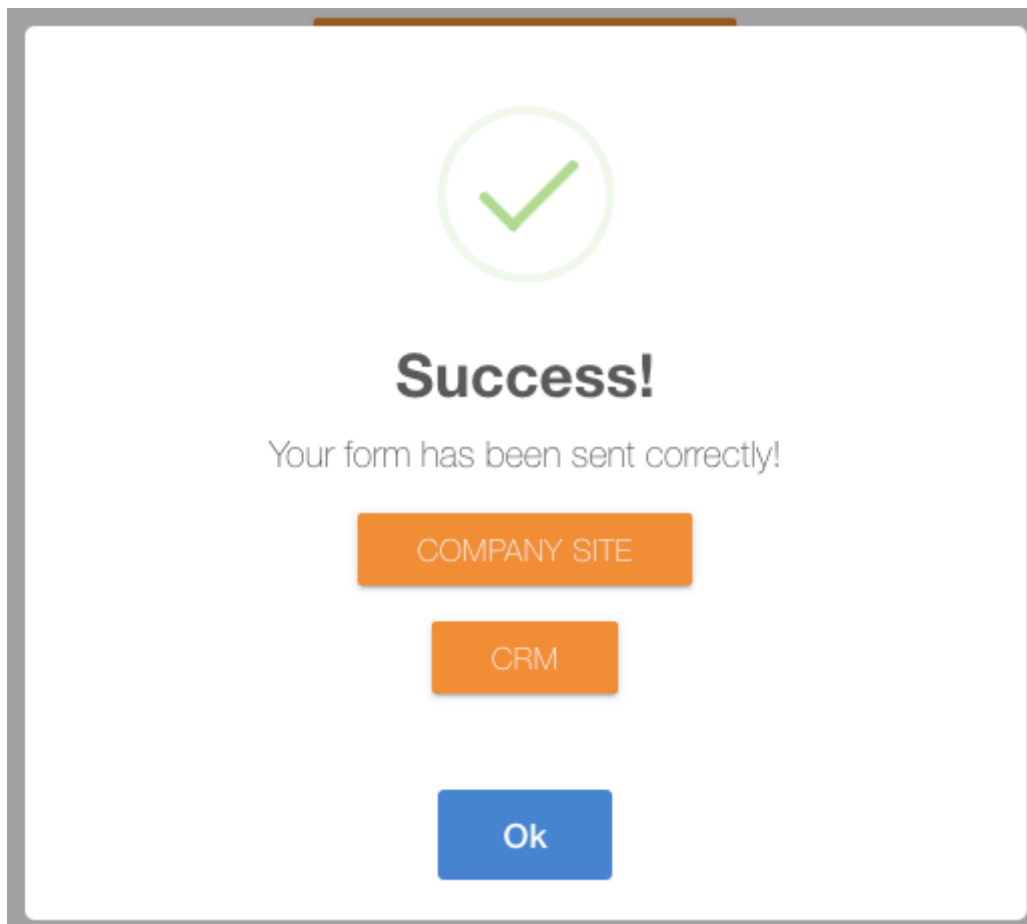 Success!
Your form has been sent correctly!
COMPANY SITE
CRM
Ok